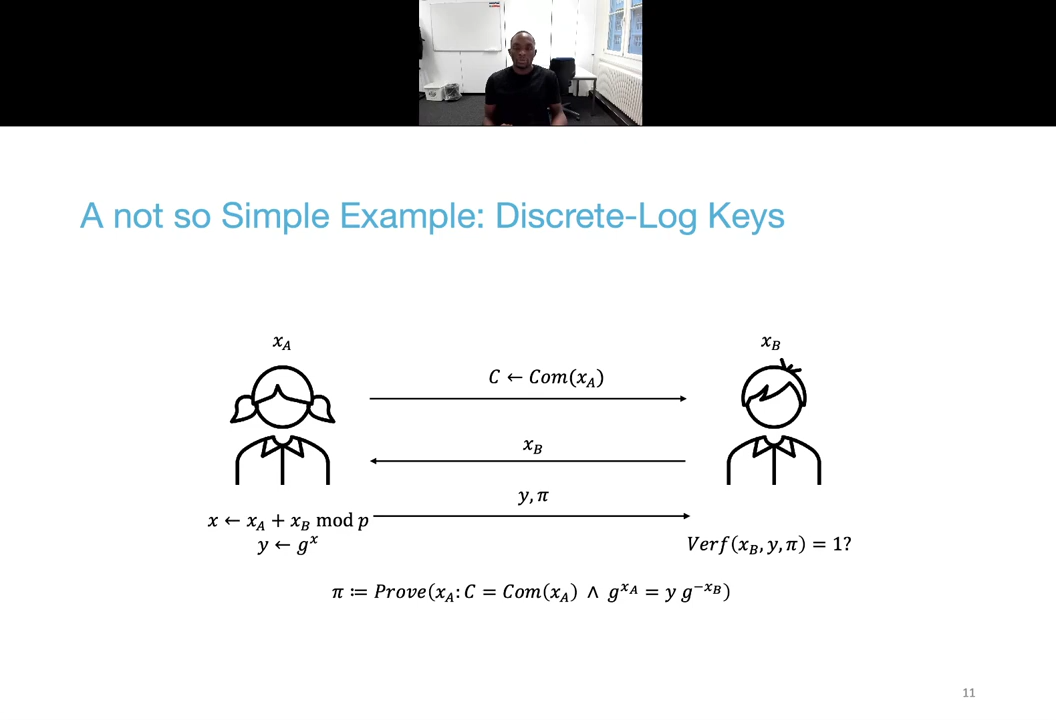 A not so Simple Example: Discrete-Log Keys
x_A
x_B
C ← Com(x_A)
x_B
y, π
x ← x_A + x_B mod p
y ← g^x
Verf(x_B, y, π) = 1?
π ≔ Prove(x_A: C = Com(x_A) ∧ g^{x_A} = y g^{-x_B})
11